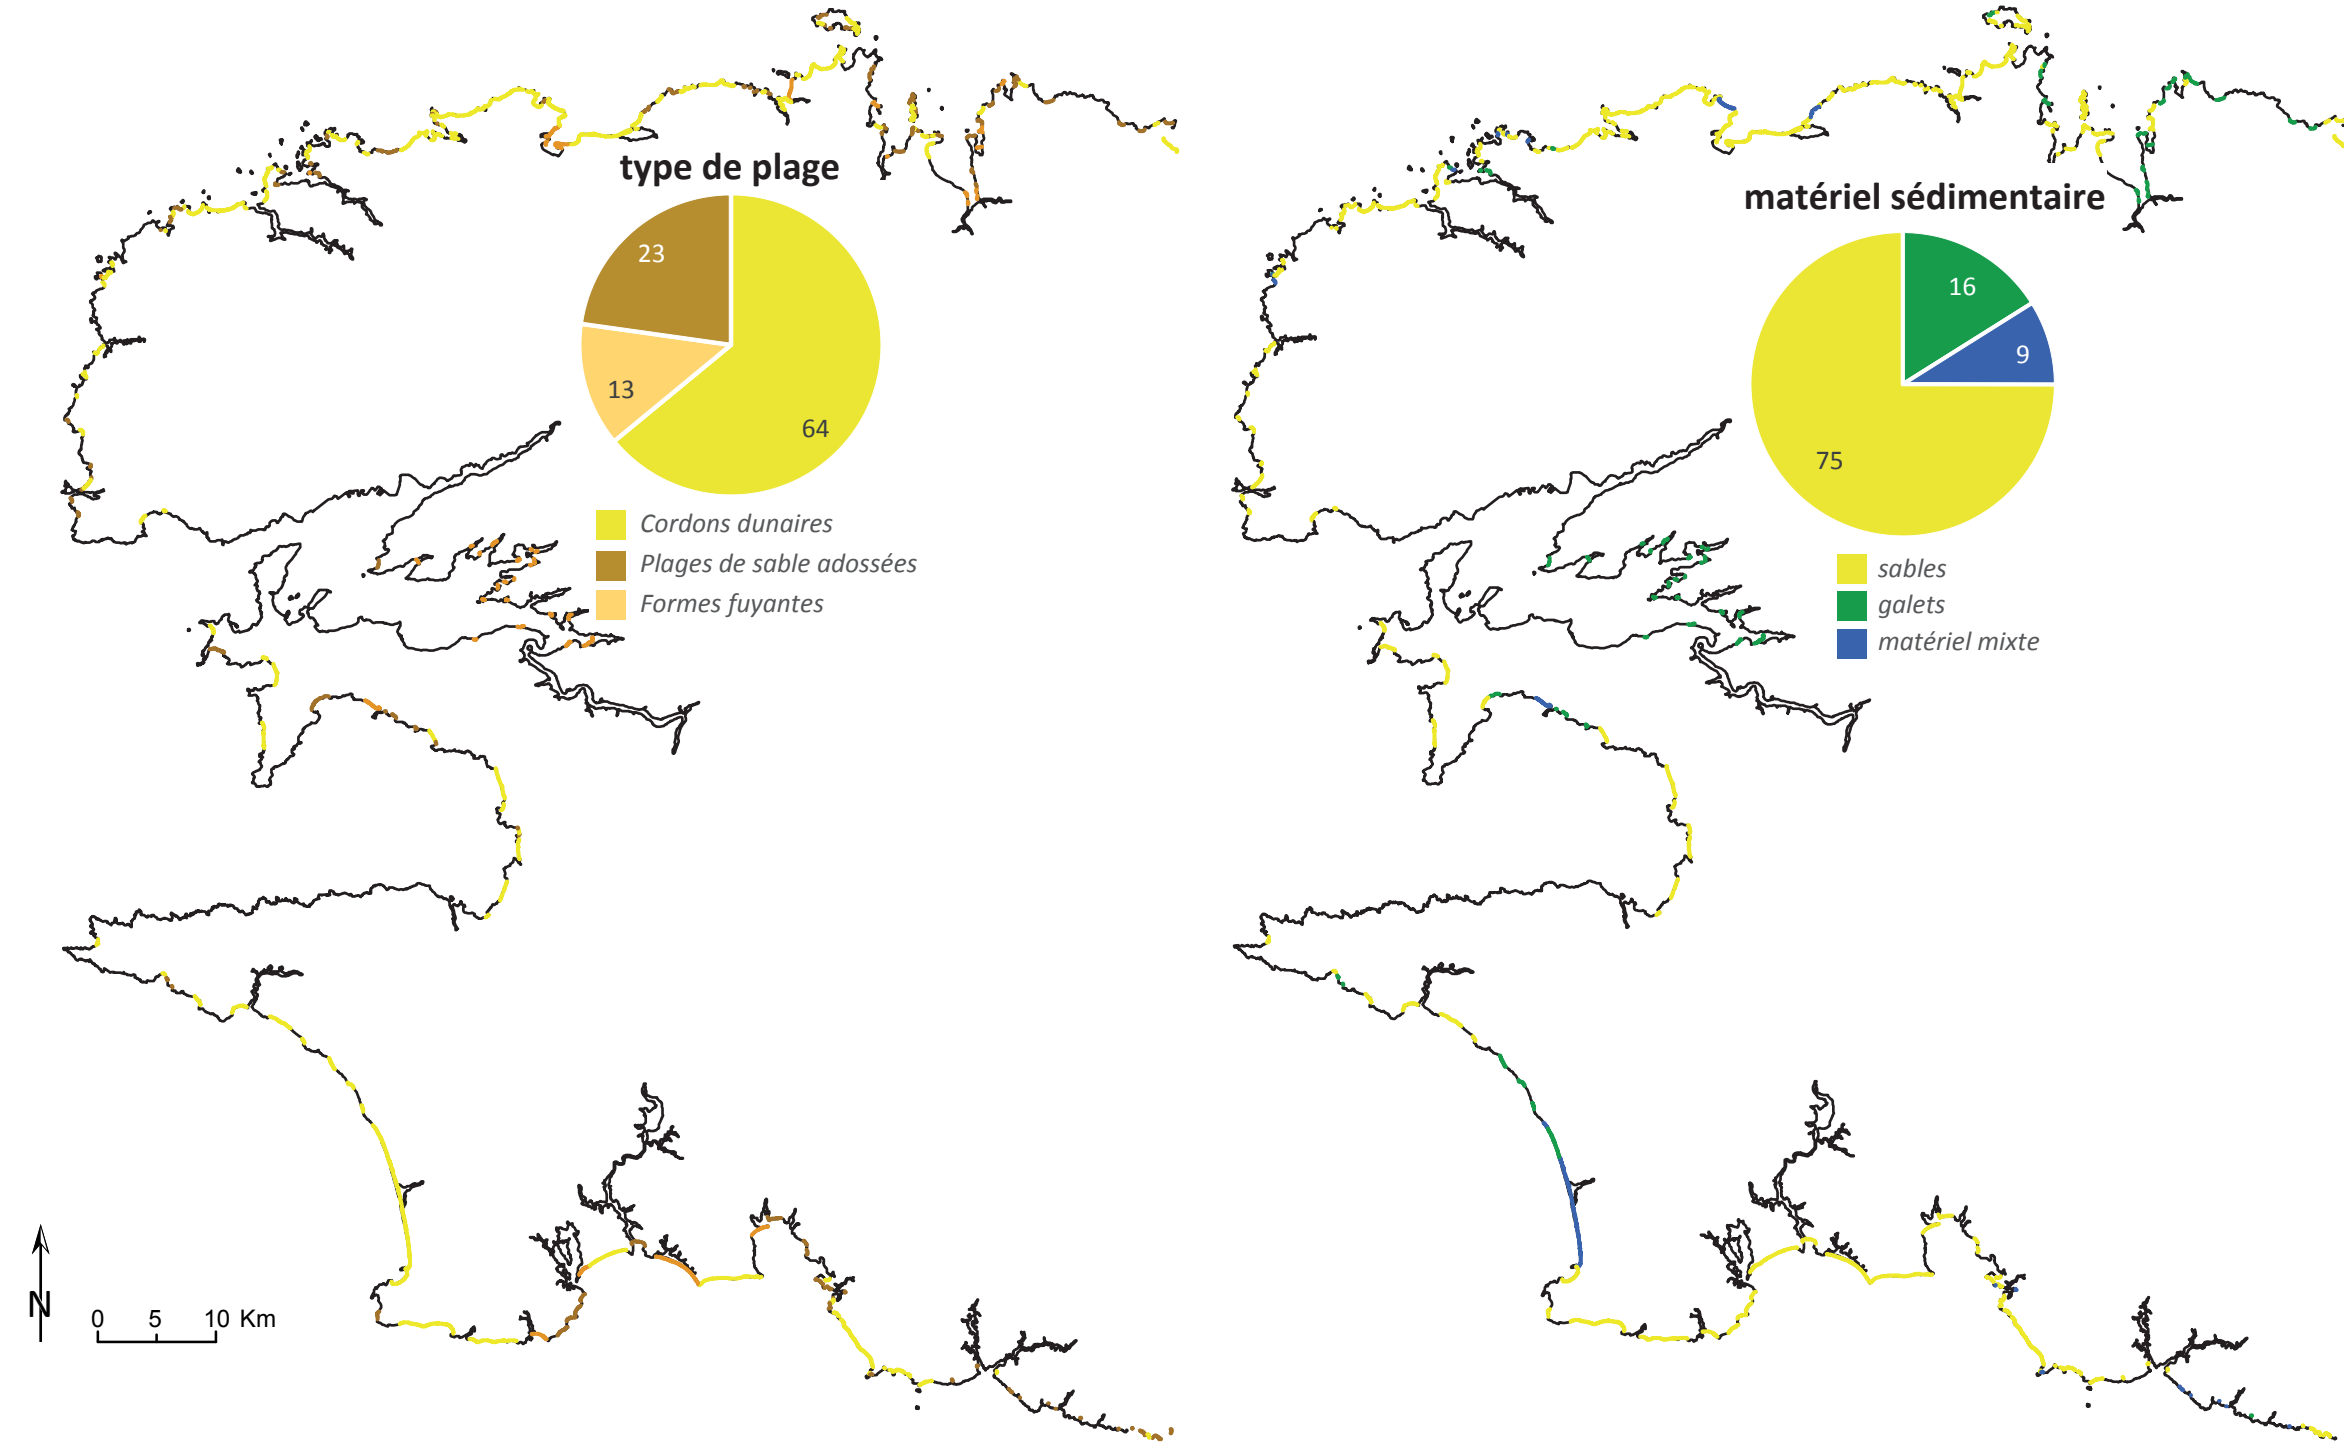 type de plage
23
13
64
Cordons dunaires
Plages de sable adossées
Formes fuyantes
matériel sédimentaire
16
9
75
sables
galets
matériel mixte
N
0 5 10 Km